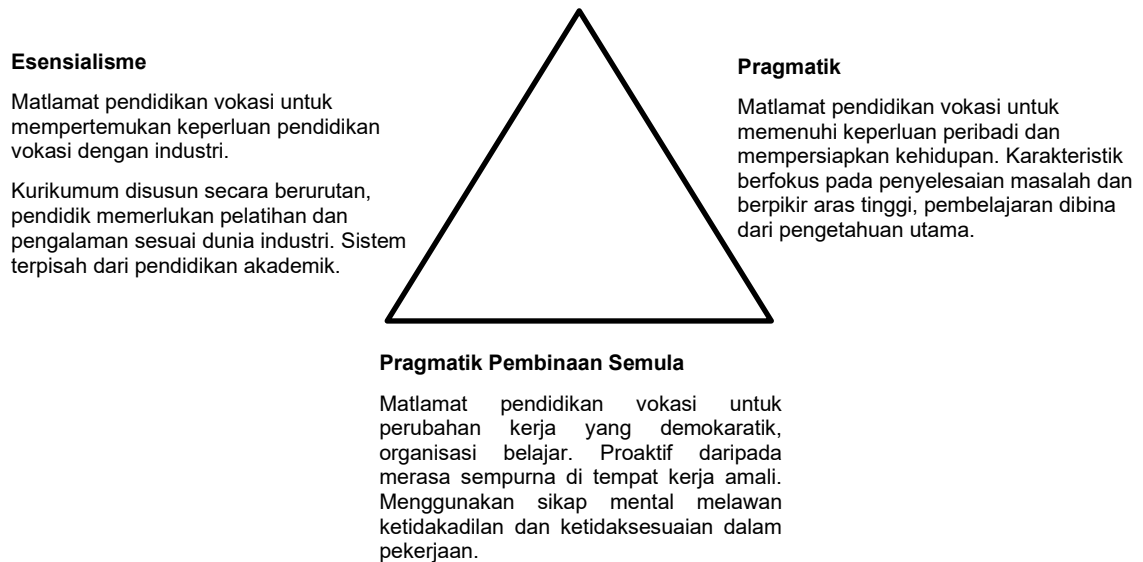 Esensialisme
Matlamat pendidikan vokasi untuk
mempertemukan keperluan pendidikan
vokasi dengan industri.
Kurikumum disusun secara berurutan,
pendidik memerlukan pelatihan dan
pengalaman sesuai dunia industri. Sistem
terpisah dari pendidikan akademik.
Pragmatik
Matlamat pendidikan vokasi untuk
memenuhi keperluan peribadi dan
mempersiapkan kehidupan. Karakteristik
berfokus pada penyelesaian masalah dan
berpikir aras tinggi, pembelajaran dibina
dari pengetahuan utama.
Pragmatik Pembinaan Semula
Matlamat pendidikan vokasi untuk
perubahan kerja yang demokaratik,
organisasi belajar. Proaktif daripada
merasa sempurna di tempat kerja amali.
Menggunakan sikap mental melawan
ketidakadilan dan ketidaksesuaian dalam
pekerjaan.